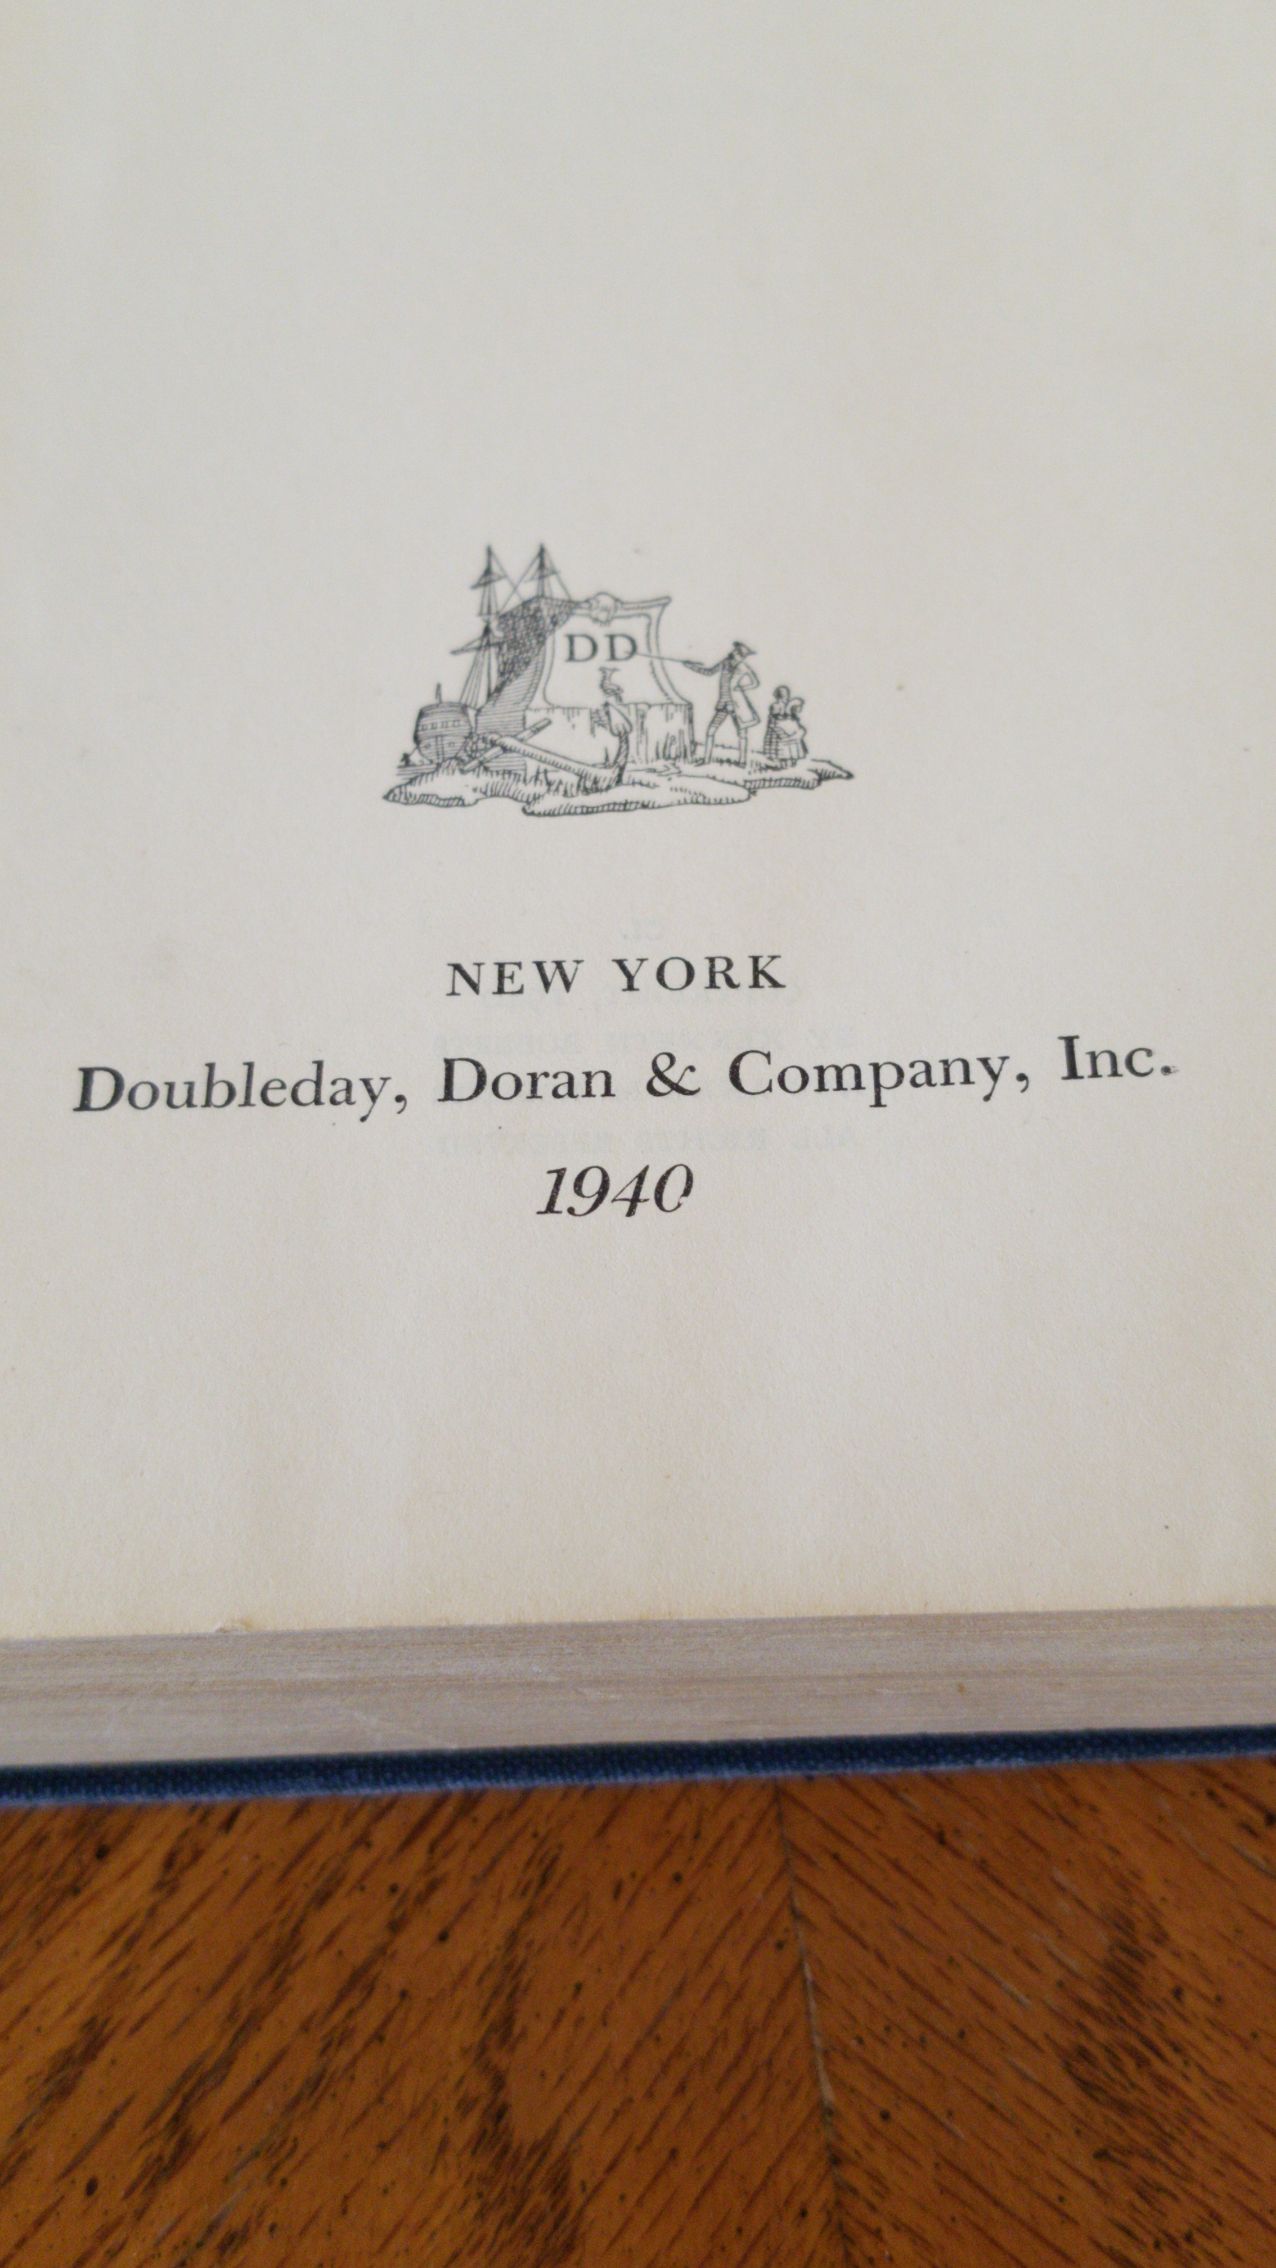 DD
NEW YORK
Doubleday, Doran & Company, Inc.
1940